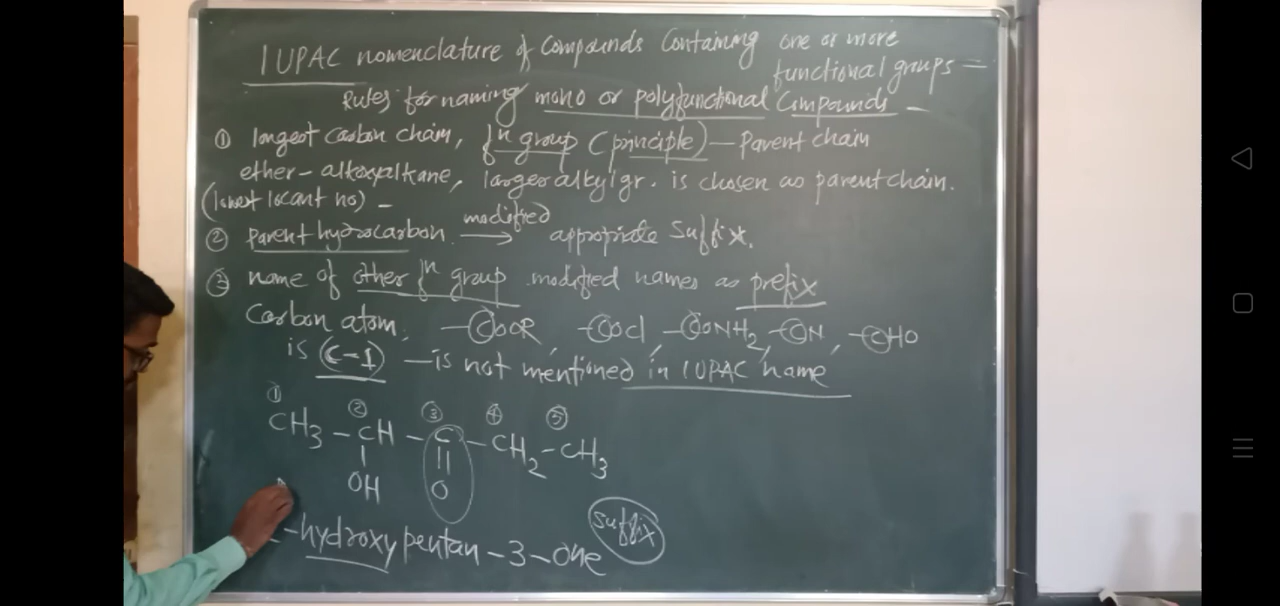 IUPAC nomenclature of Compounds Containing one or more
functional groups —
Rules for naming mono or polyfunctional Compounds —
① longest carbon chain, fⁿ group (principle) — Parent chain
ether - alkoxyalkane, larger alkyl gr. is chosen as parent chain.
(lowest locant no) -
② Parent hydrocarbon modified → appropriate suffix.
③ name of other fⁿ group modified names as prefix
Carbon atom. -COOR, -COCl, -CONH₂, -CN, -CHO
is (C-1) — is not mentioned in IUPAC name
① ② ③ ④ ⑤
CH₃ - CH - C - CH₂ - CH₃
OH O
-hydroxypentan-3-one suffix